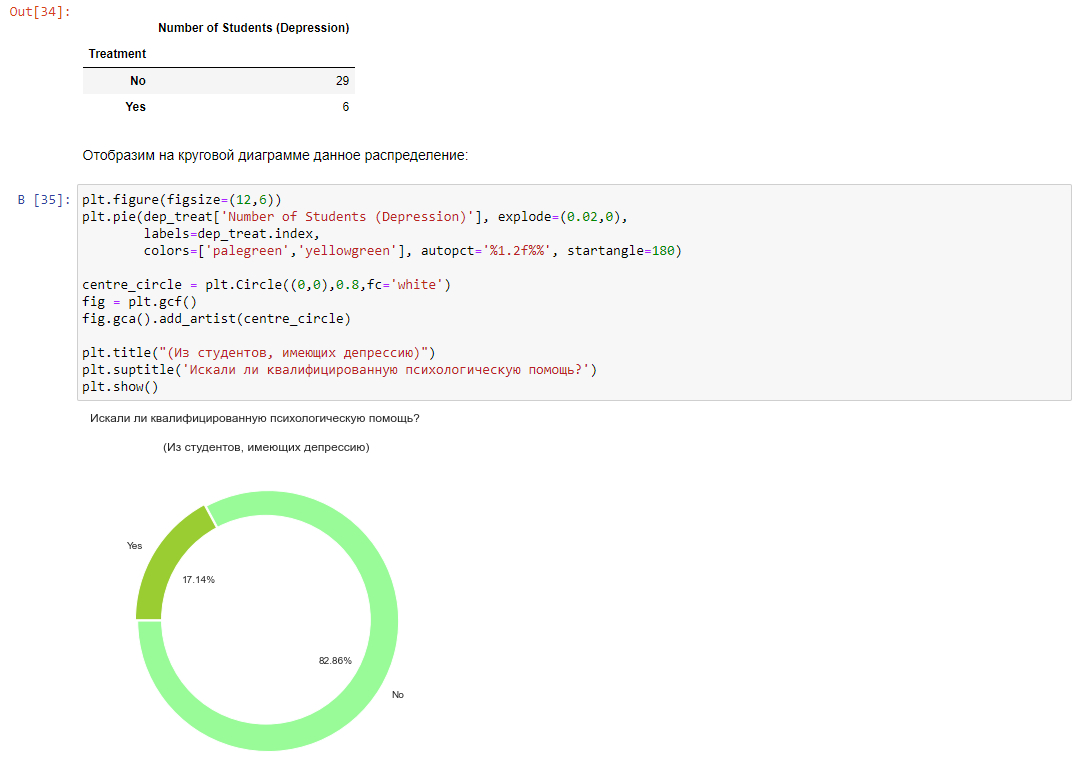 Out[34]:
Number of Students (Depression)
Treatment
No 29
Yes 6
Отобразим на круговой диаграмме данное распределение:
В [35]: plt.figure(figsize=(12,6))
plt.pie(dep_treat['Number of Students (Depression)'], explode=(0.02,0),
labels=dep_treat.index,
colors=['palegreen','yellowgreen'], autopct='%1.2f%%', startangle=180)
centre_circle = plt.Circle((0,0),0.8,fc='white')
fig = plt.gcf()
fig.gca().add_artist(centre_circle)
plt.title("(Из студентов, имеющих депрессию)")
plt.suptitle('Искали ли квалифицированную психологическую помощь?')
plt.show()
Искали ли квалифицированную психологическую помощь?
(Из студентов, имеющих депрессию)
Yes
17.14%
82.86%
No